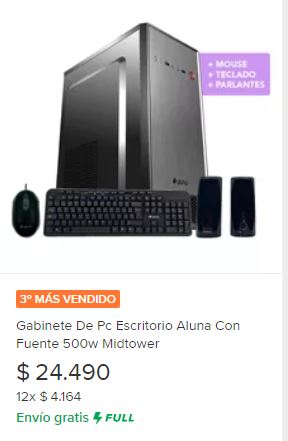 + MOUSE
+ TECLADO
+ PARLANTES
3º MÁS VENDIDO
Gabinete De Pc Escritorio Aluna Con
Fuente 500w Midtower
$ 24.490
12x $ 4.164
Envío gratis FULL